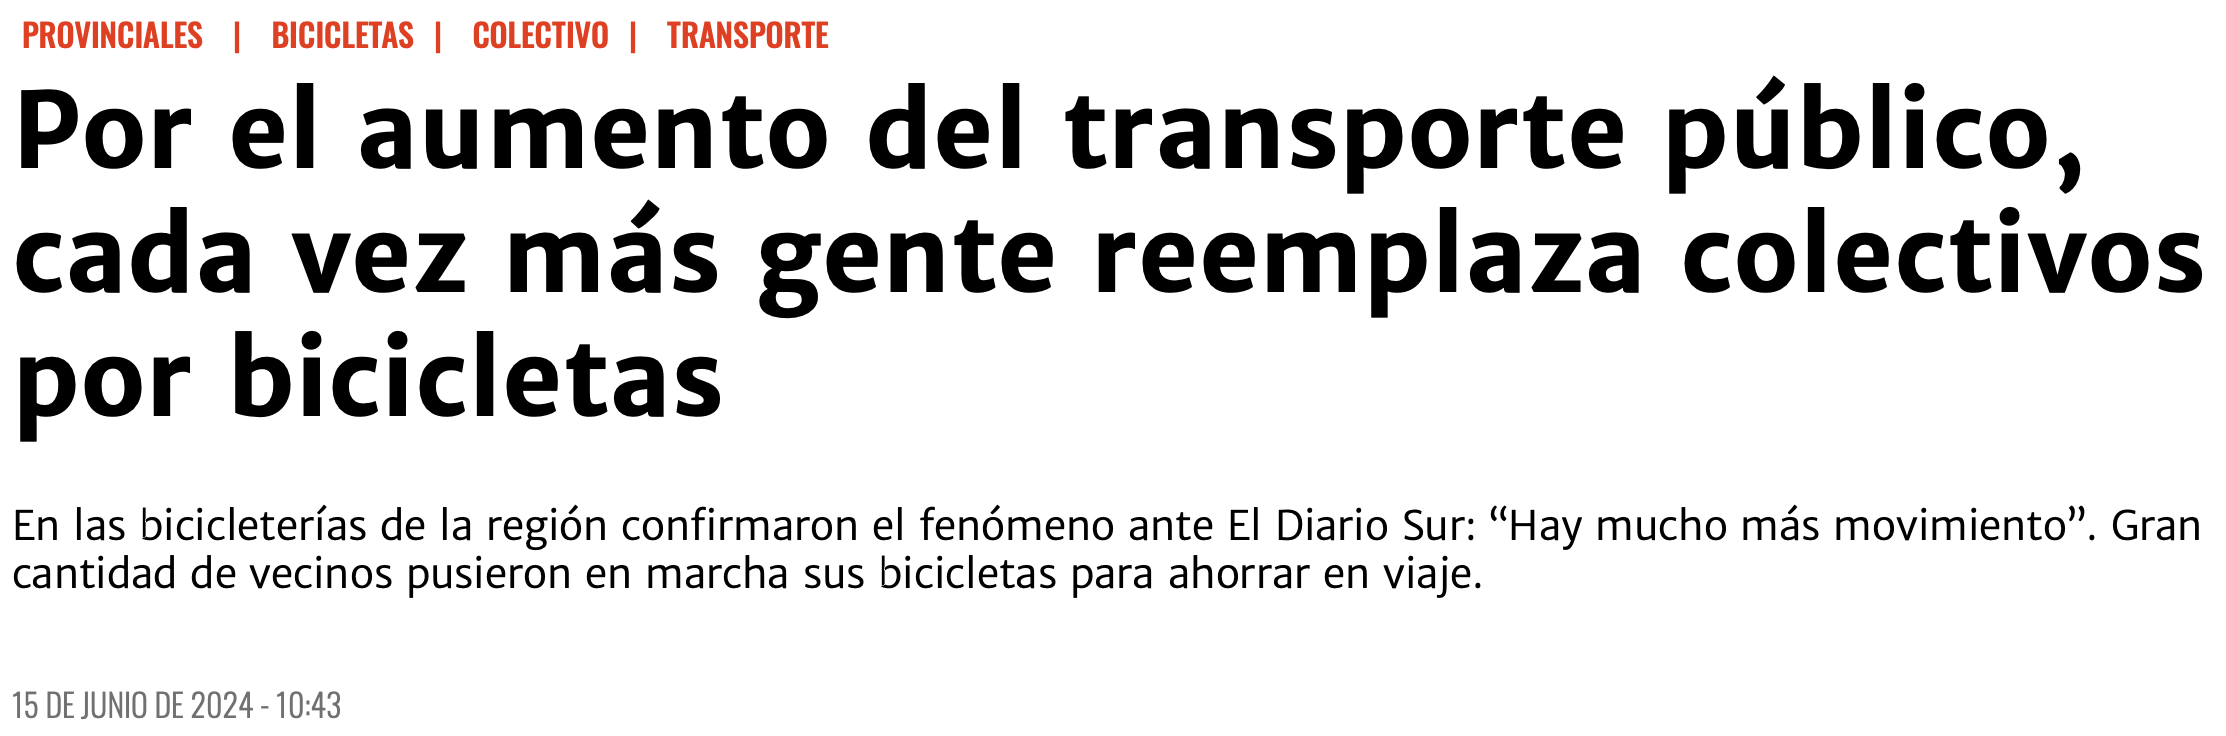 PROVINCIALES | BICICLETAS | COLECTIVO | TRANSPORTE
Por el aumento del transporte público,
cada vez más gente reemplaza colectivos
por bicicletas
En las bicicleterías de la región confirmaron el fenómeno ante El Diario Sur: “Hay mucho más movimiento”. Gran
cantidad de vecinos pusieron en marcha sus bicicletas para ahorrar en viaje.
15 DE JUNIO DE 2024 - 10:43